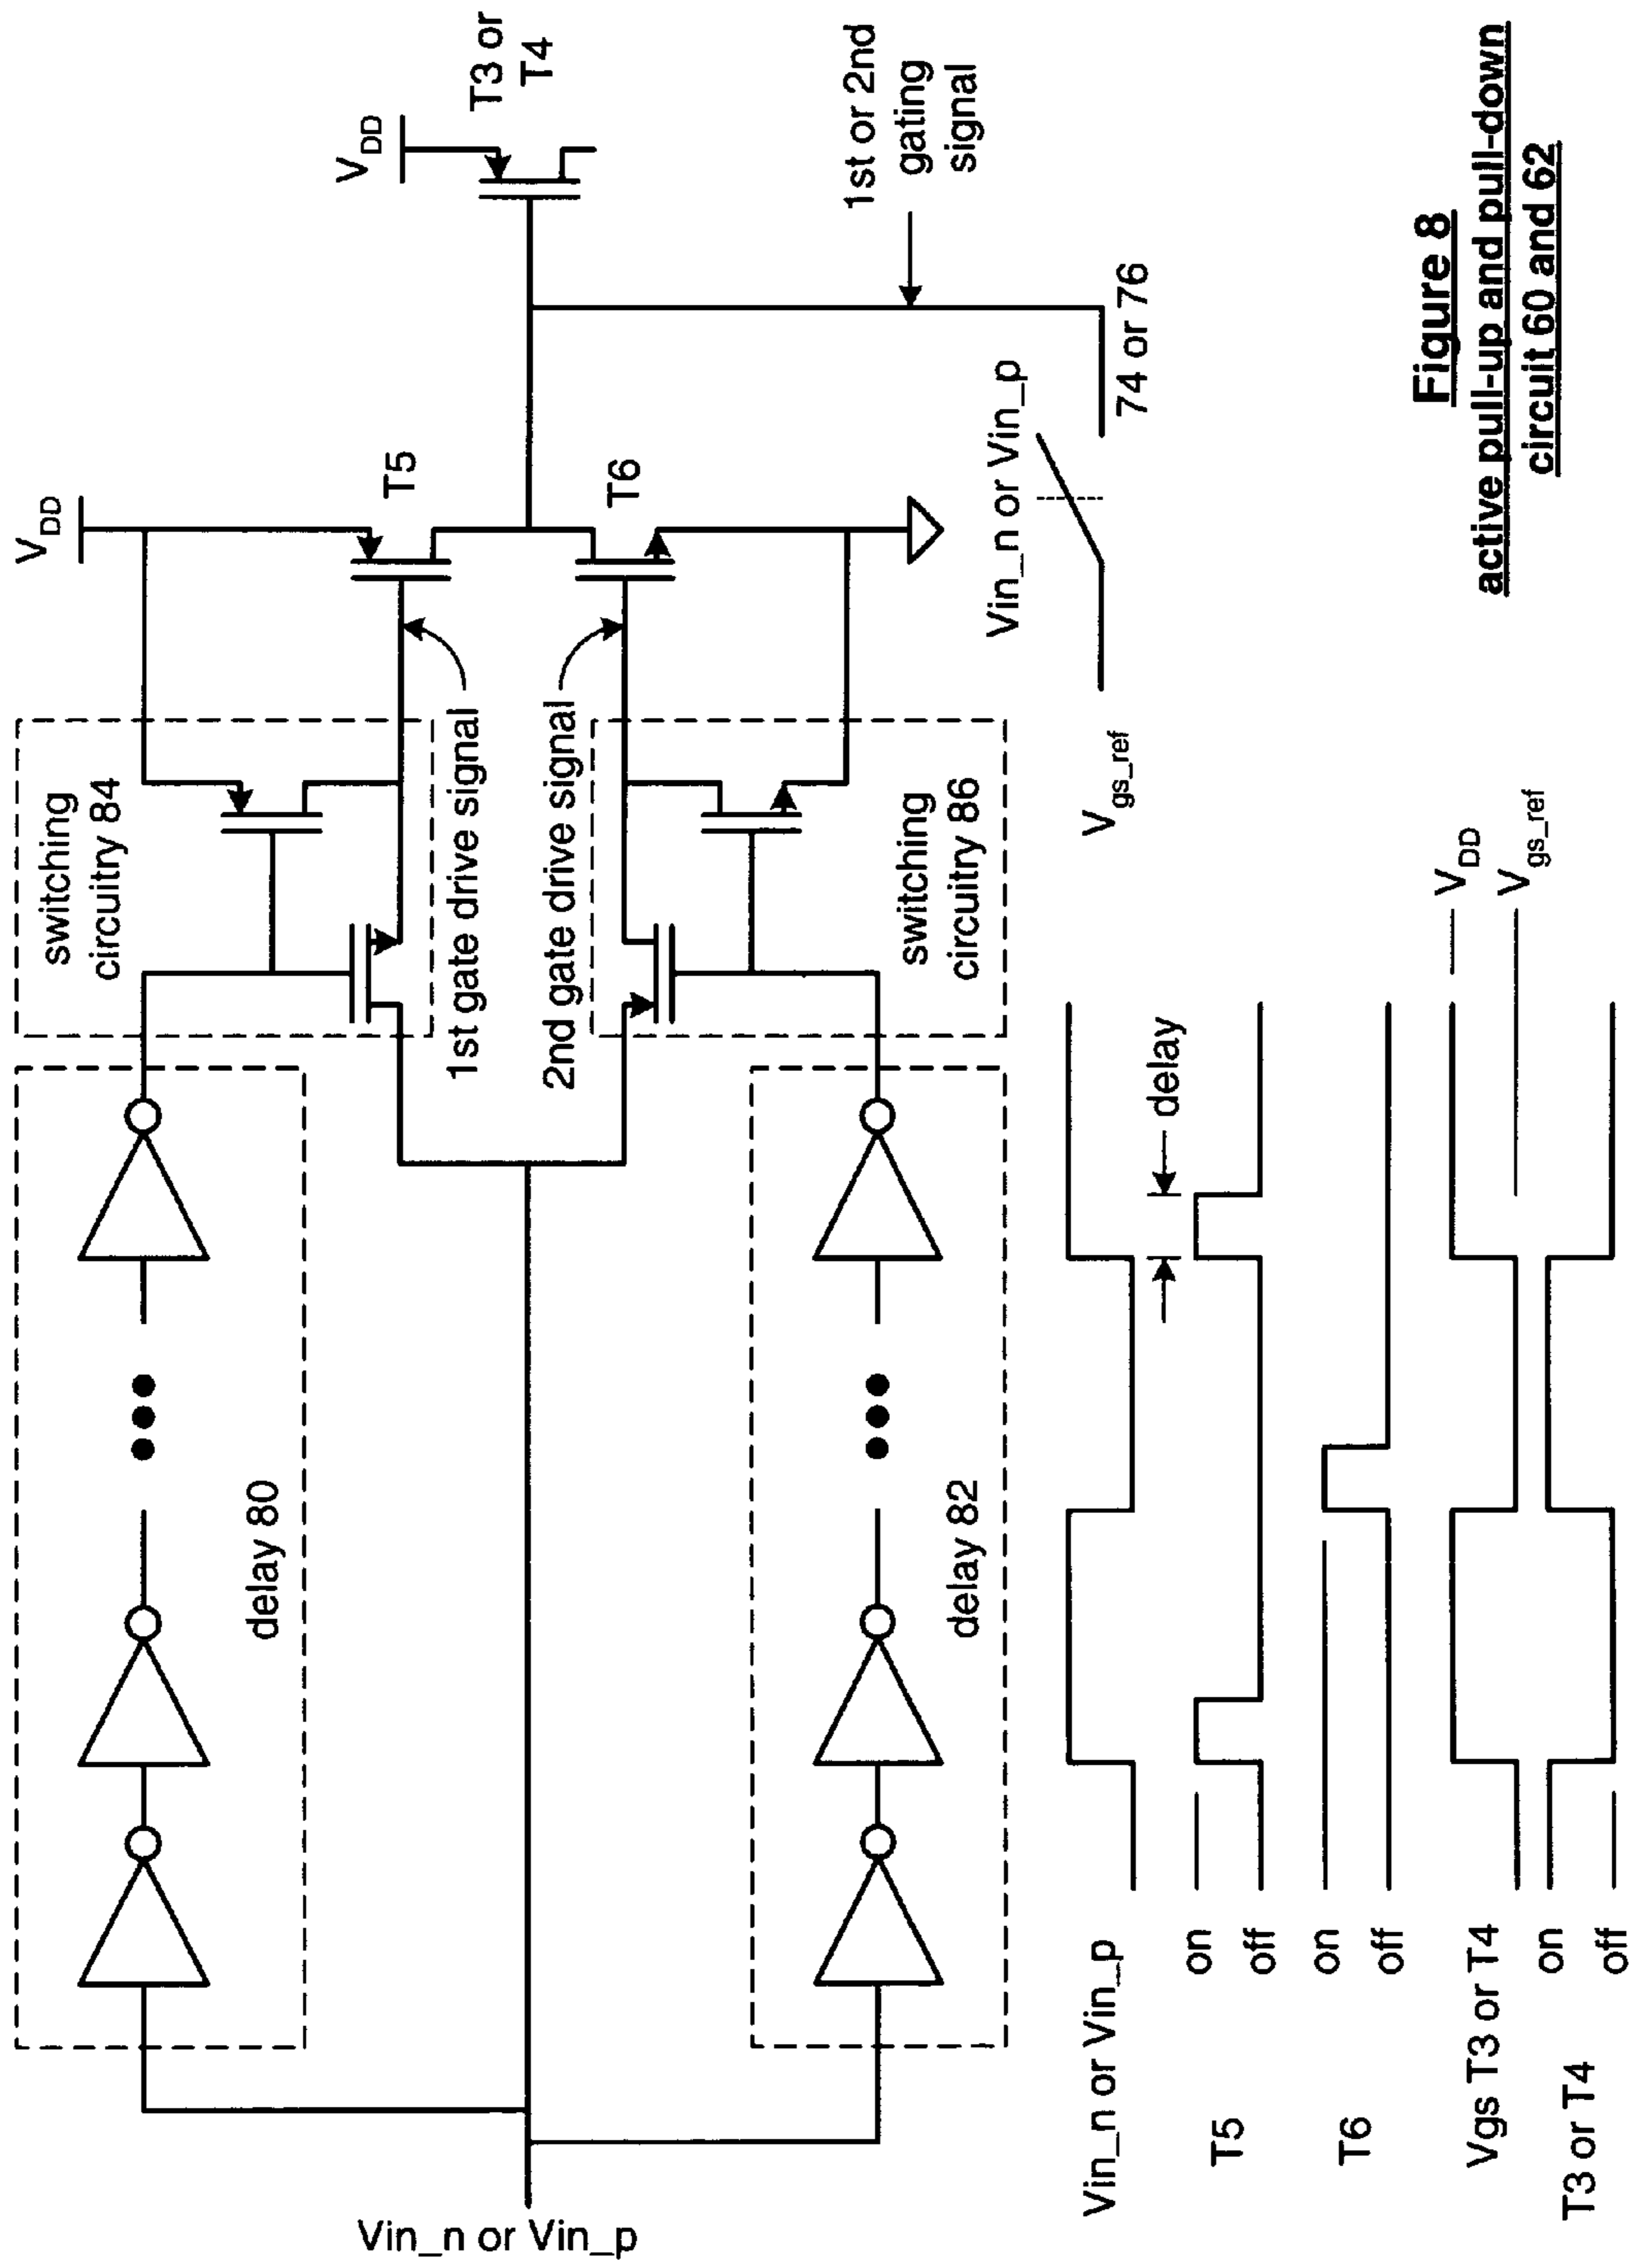 Vin_n or Vin_p
delay 80
delay 82
switching
circuitry 84
switching
circuitry 86
1st gate drive signal
2nd gate drive signal
V_DD
T5
T6
V_DD
T3 or
T4
1st or 2nd
gating
signal
Vin_n or Vin_p
V_gs_ref
74 or 76
Vin_n or Vin_p
T5
on
off
T6
on
off
Vgs T3 or T4
T3 or T4
on
off
delay
V_DD
V_gs_ref
Figure 8
active pull-up and pull-down
circuit 60 and 62